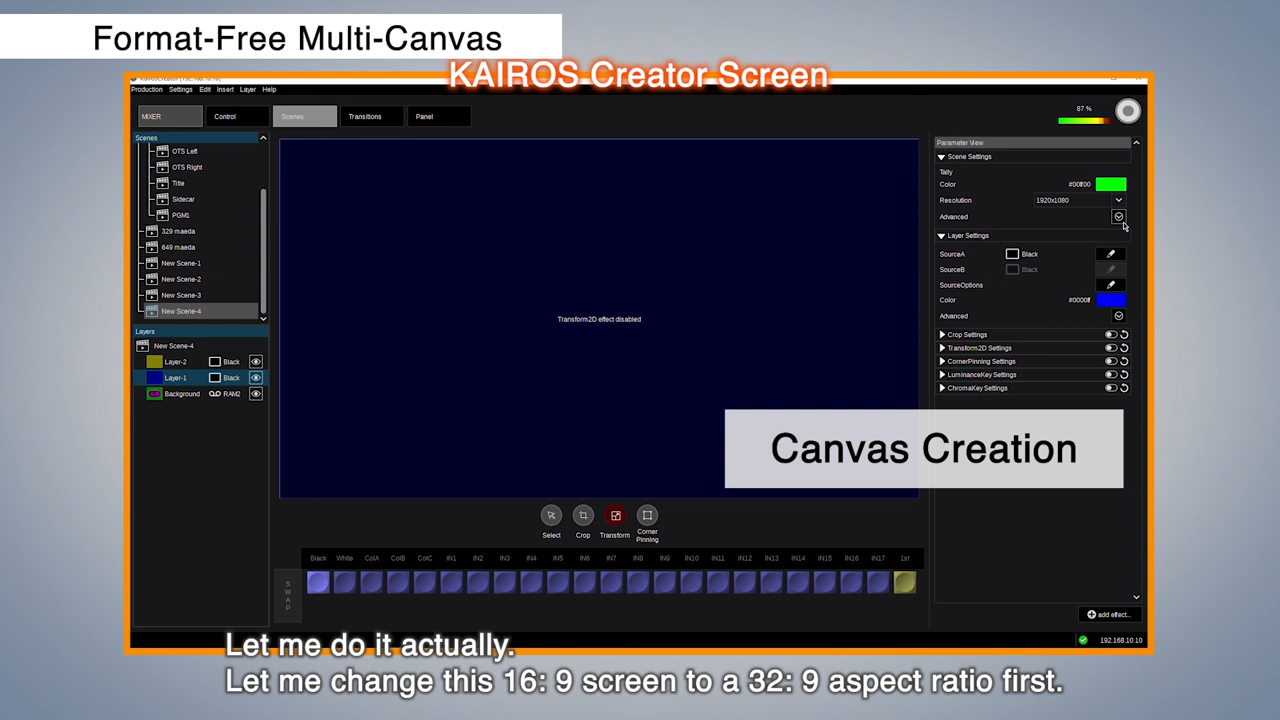 Format-Free Multi-Canvas
KAIROS Creator Screen
Production Settings Edit Insert Layer Help
MIXER Control Scenes Transitions Panel
87 %
Scenes
OTS Left
OTS Right
Title
Sidecar
PGM1
329 maeda
649 maeda
New Scene-1
New Scene-2
New Scene-3
New Scene-4
Layers
New Scene-4
Layer-2 Black
Layer-1 Black
Background RAM2
Transform2D effect disabled
Parameter View
Scene Settings
Tally
Color #00ff00
Resolution 1920x1080
Advanced
Layer Settings
SourceA Black
SourceB Black
SourceOptions
Color #0000ff
Advanced
Crop Settings
Transform2D Settings
CornerPinning Settings
LuminanceKey Settings
ChromaKey Settings
Canvas Creation
Select Crop Transform Corner
Pinning
Black White ColA ColB ColC IN1 IN2 IN3 IN4 IN5 IN6 IN7 IN8 IN9 IN10 IN11 IN12 IN13 IN14 IN15 IN16 IN17 1st
SWAP
add effect...
192.168.10.10
Let me do it actually.
Let me change this 16: 9 screen to a 32: 9 aspect ratio first.